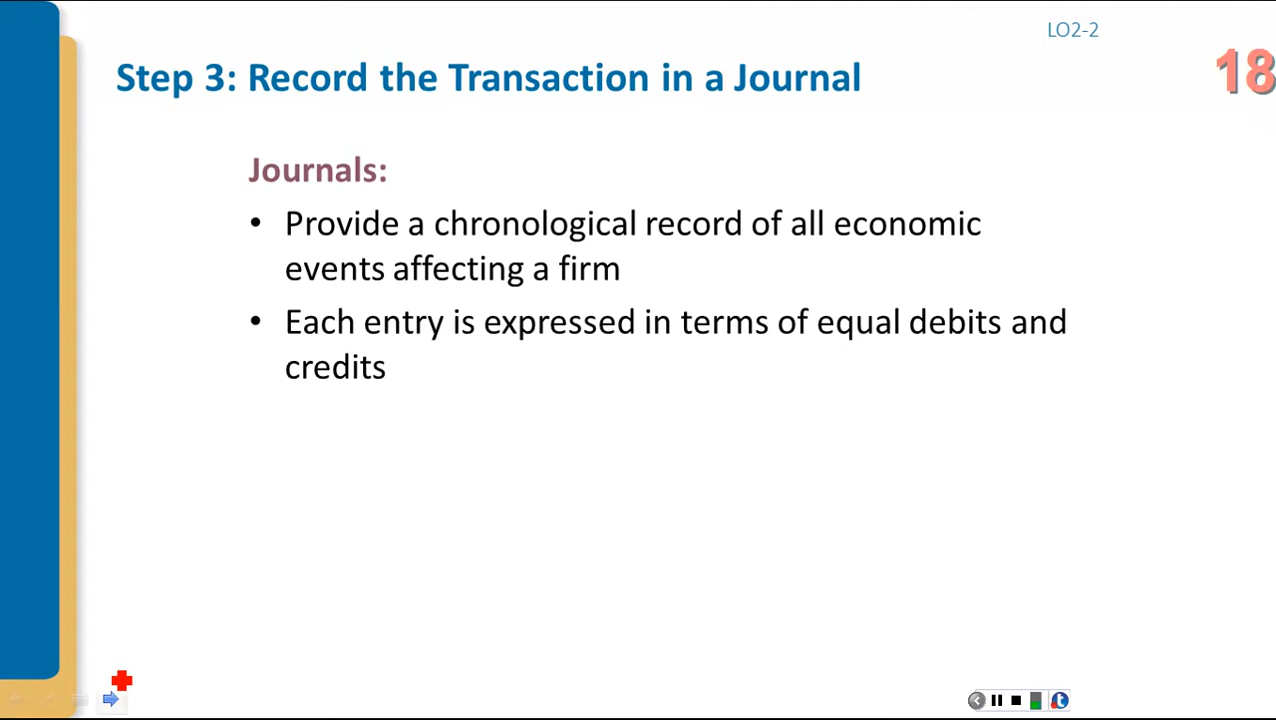 LO2-2
18
Step 3: Record the Transaction in a Journal
Journals:
• Provide a chronological record of all economic
events affecting a firm
• Each entry is expressed in terms of equal debits and
credits
t